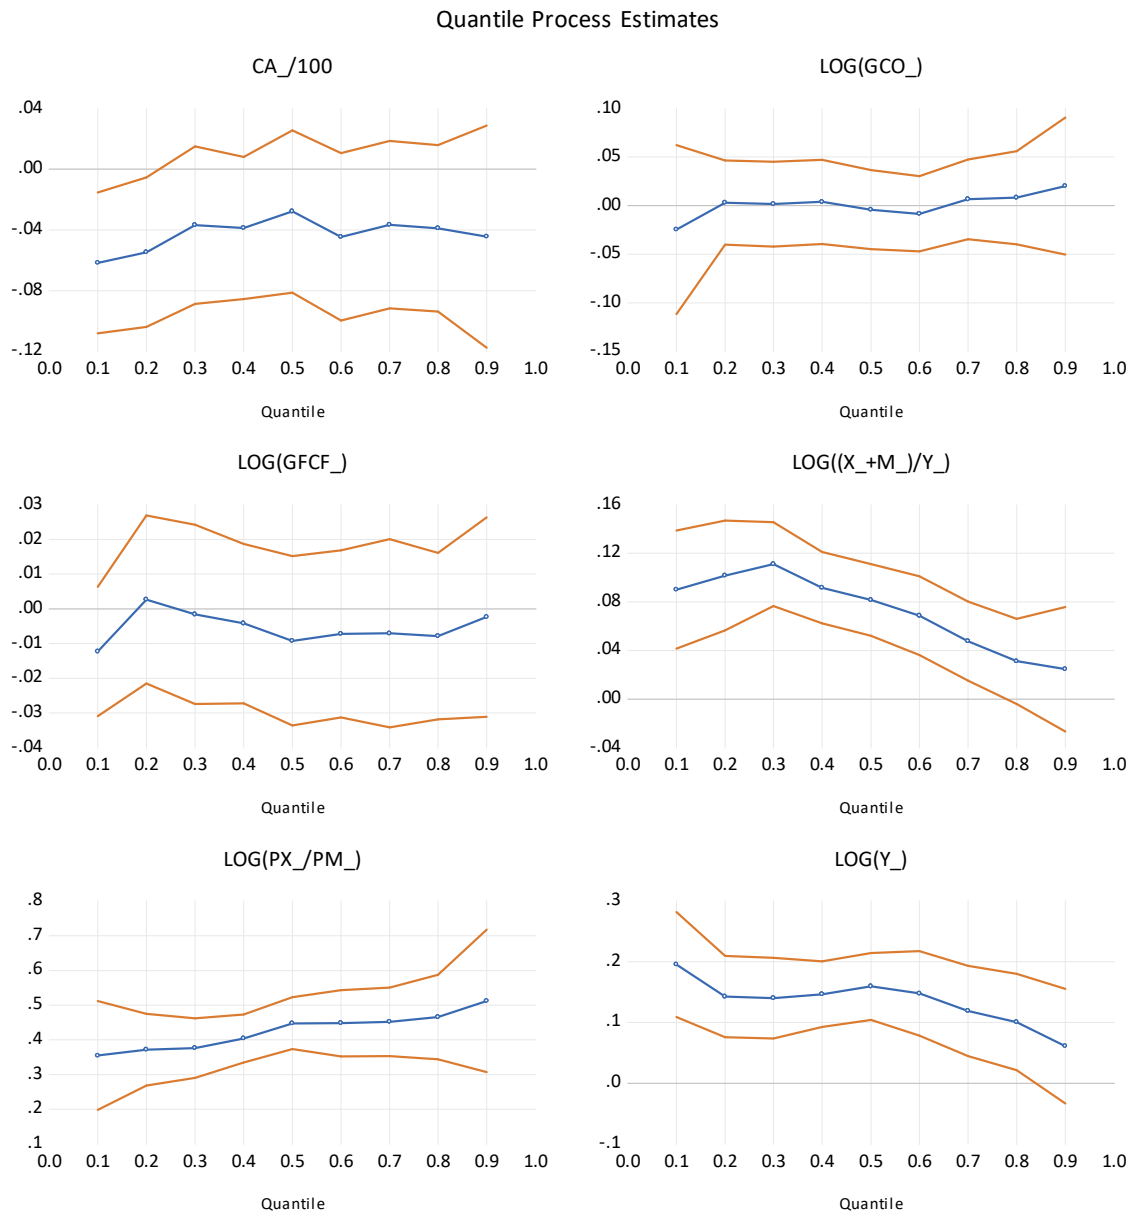 Quantile Process Estimates
CA_/100
.04
.00
-.04
-.08
-.12
0.0 0.1 0.2 0.3 0.4 0.5 0.6 0.7 0.8 0.9 1.0
Quantile
LOG(GCO_)
.10
.05
.00
-.05
-.10
-.15
0.0 0.1 0.2 0.3 0.4 0.5 0.6 0.7 0.8 0.9 1.0
Quantile
LOG(GFCF_)
.03
.02
.01
.00
-.01
-.02
-.03
-.04
0.0 0.1 0.2 0.3 0.4 0.5 0.6 0.7 0.8 0.9 1.0
Quantile
LOG((X_+M_)/Y_)
.16
.12
.08
.04
.00
-.04
0.0 0.1 0.2 0.3 0.4 0.5 0.6 0.7 0.8 0.9 1.0
Quantile
LOG(PX_/PM_)
.8
.7
.6
.5
.4
.3
.2
.1
0.0 0.1 0.2 0.3 0.4 0.5 0.6 0.7 0.8 0.9 1.0
Quantile
LOG(Y_)
.3
.2
.1
.0
-.1
0.0 0.1 0.2 0.3 0.4 0.5 0.6 0.7 0.8 0.9 1.0
Quantile